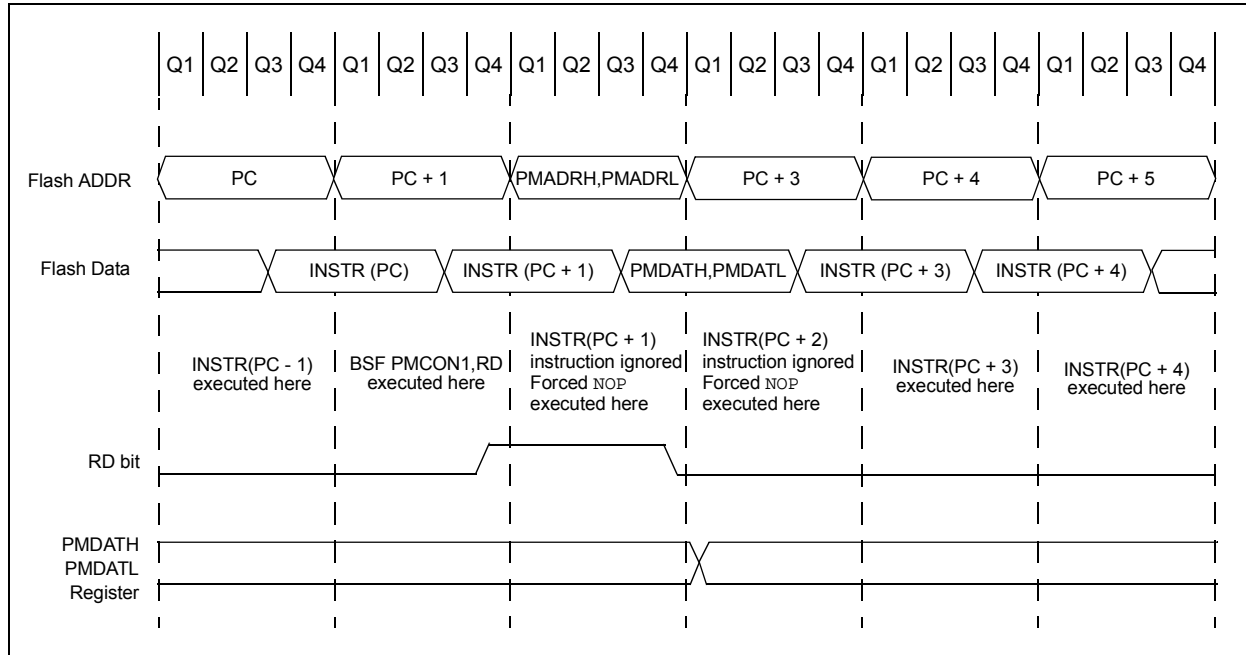 Q1 Q2 Q3 Q4 Q1 Q2 Q3 Q4 Q1 Q2 Q3 Q4 Q1 Q2 Q3 Q4 Q1 Q2 Q3 Q4 Q1 Q2 Q3 Q4
Flash ADDR PC PC + 1 PMADRH,PMADRL PC + 3 PC + 4 PC + 5
Flash Data INSTR (PC) INSTR (PC + 1) PMDATH,PMDATL INSTR (PC + 3) INSTR (PC + 4)
INSTR(PC - 1)
executed here
BSF PMCON1,RD
executed here
INSTR(PC + 1)
instruction ignored
Forced NOP
executed here
INSTR(PC + 2)
instruction ignored
Forced NOP
executed here
INSTR(PC + 3)
executed here
INSTR(PC + 4)
executed here
RD bit
PMDATH
PMDATL
Register